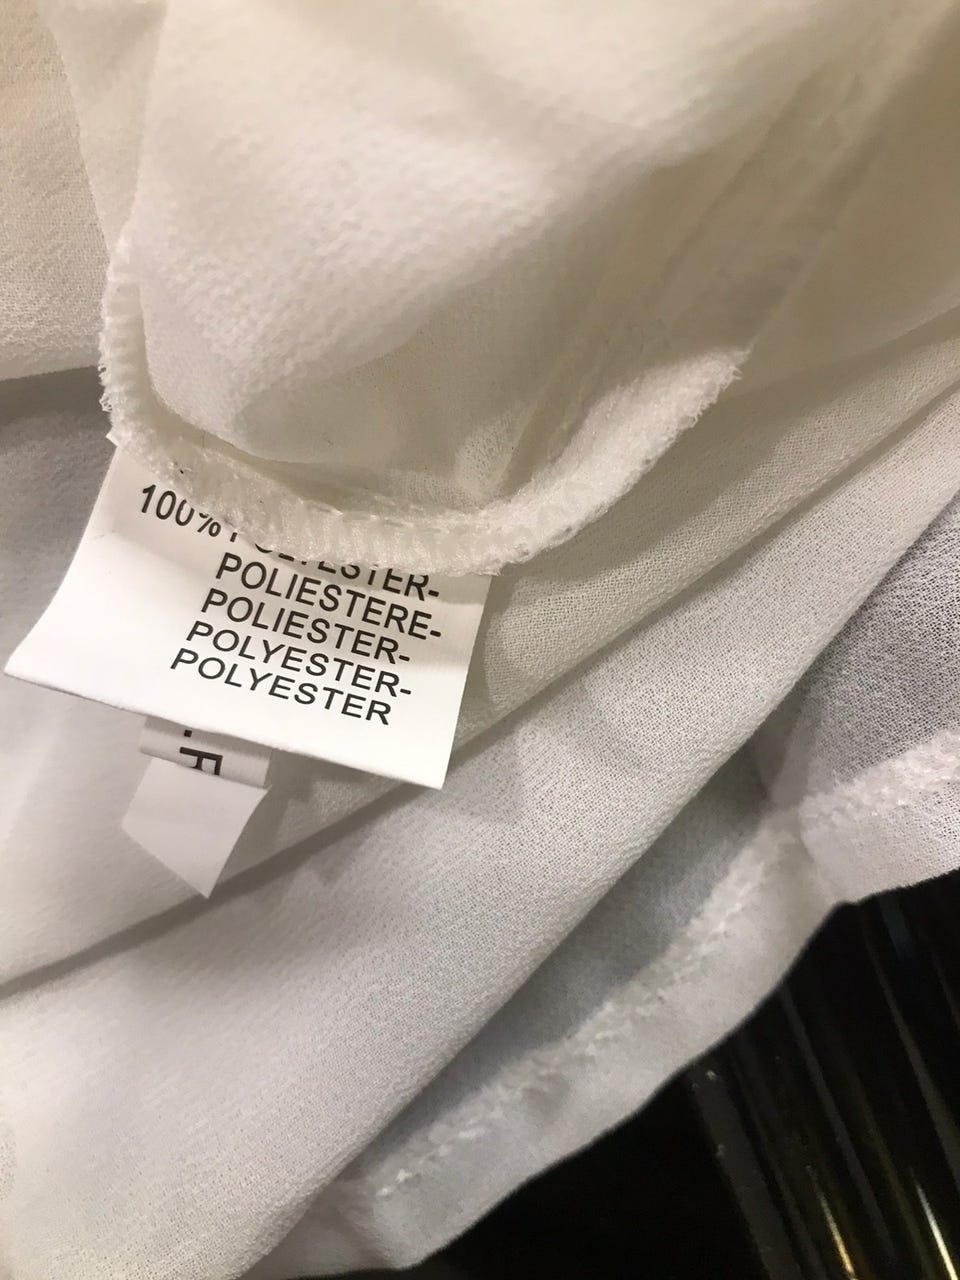 100% POLYESTER-
POLIESTERE-
POLIESTER-
POLYESTER-
POLYESTER
.F